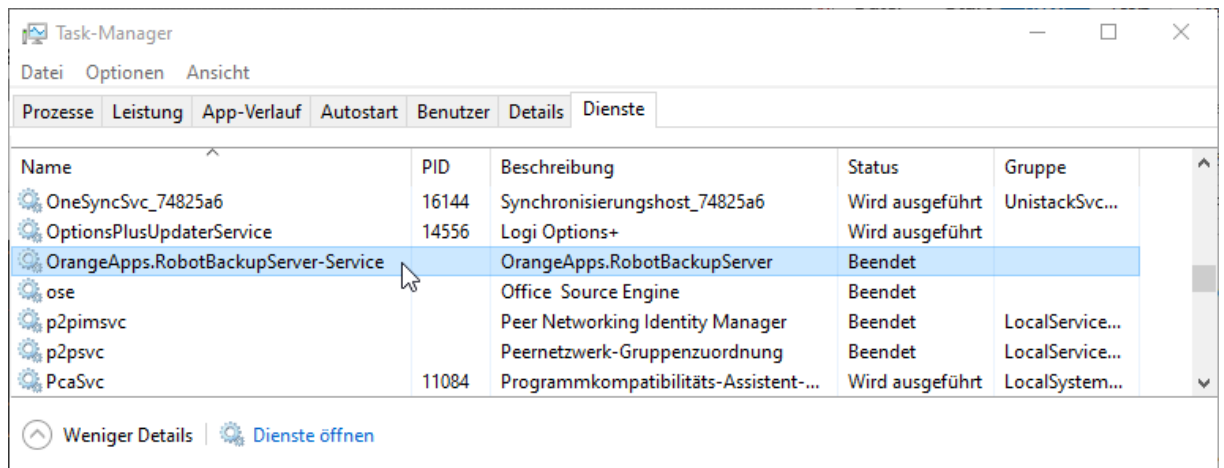 Task-Manager
Datei Optionen Ansicht
Prozesse Leistung App-Verlauf Autostart Benutzer Details Dienste
Name PID Beschreibung Status Gruppe
OneSyncSvc_74825a6 16144 Synchronisierungshost_74825a6 Wird ausgeführt UnistackSvc...
OptionsPlusUpdaterService 14556 Logi Options+ Wird ausgeführt
OrangeApps.RobotBackupServer-Service OrangeApps.RobotBackupServer Beendet
ose Office Source Engine Beendet
p2pimsvc Peer Networking Identity Manager Beendet LocalService...
p2psvc Peernetzwerk-Gruppenzuordnung Beendet LocalService...
PcaSvc 11084 Programmkompatibilitäts-Assistent-... Wird ausgeführt LocalSystem...
Weniger Details Dienste öffnen